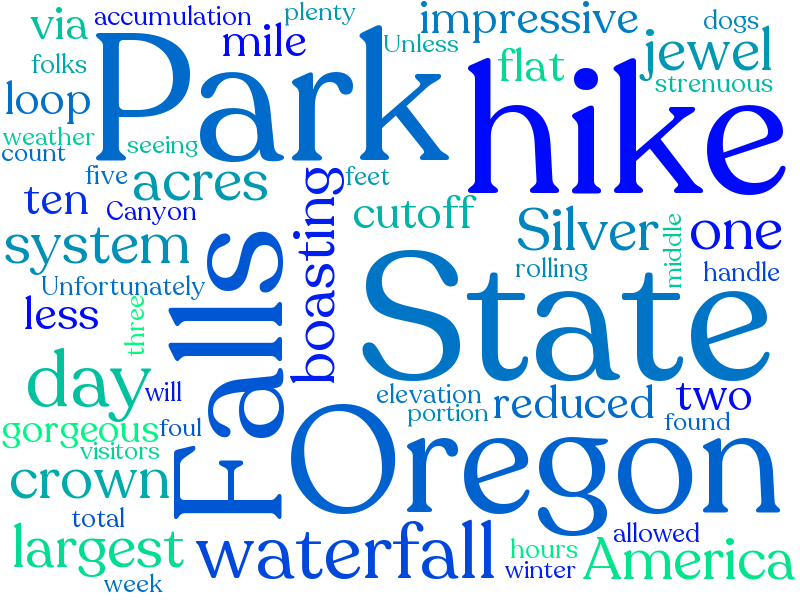 via
accumulation
plenty
impressive
dogs
folks
Park
mile
Unless
hike
flat
jewel
strenuous
loop
weather
count
seeing
five
acres
feet
ten
Canyon
boasting
cutoff
Silver
middle
one
system
rolling
handle
Unfortunately
Falls
State
less
three
day
will
elevation
reduced
two
portion
found
gorgeous
foul
visitors
Oregon
crown
total
largest
waterfall
hours
allowed
America
winter
week